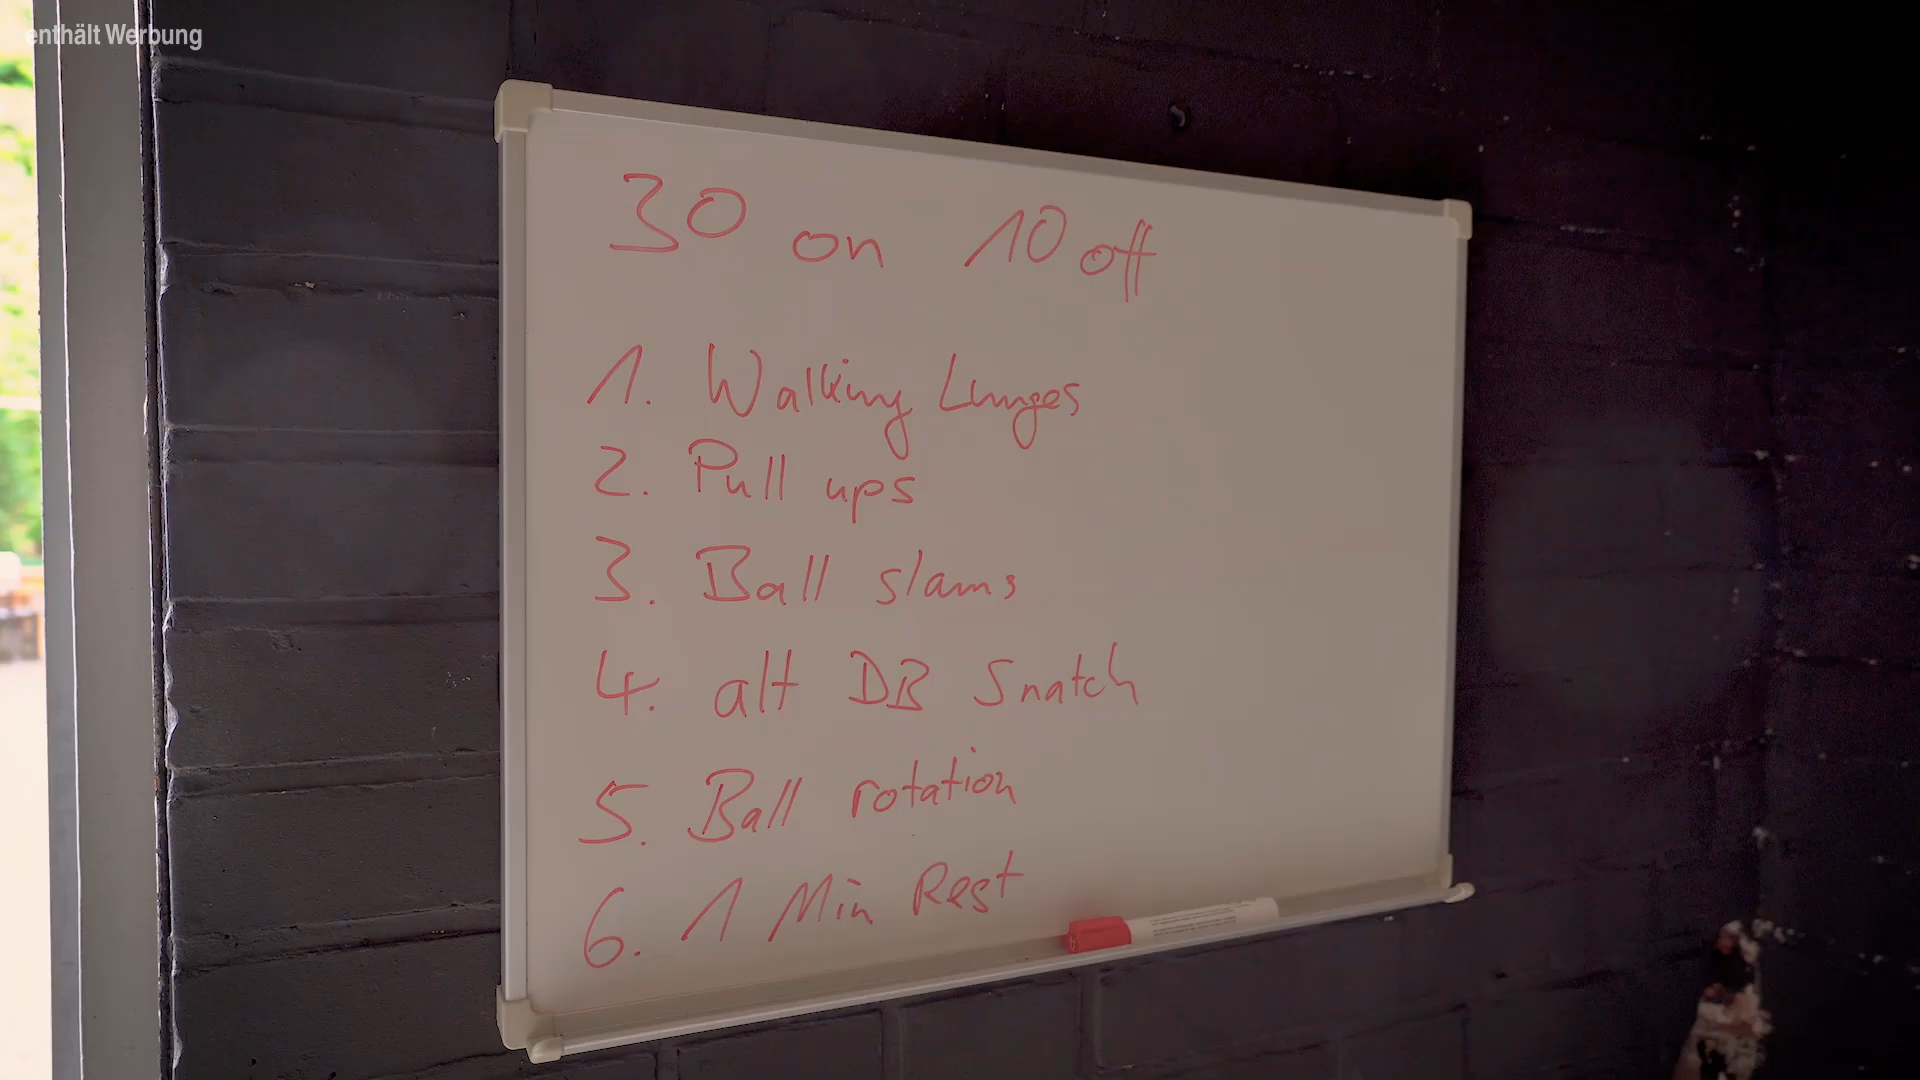 enthält Werbung
30 on 10 off
1. Walking Lunges
2. Pull ups
3. Ball slams
4. alt DB Snatch
5. Ball rotation
6. 1 Min Rest